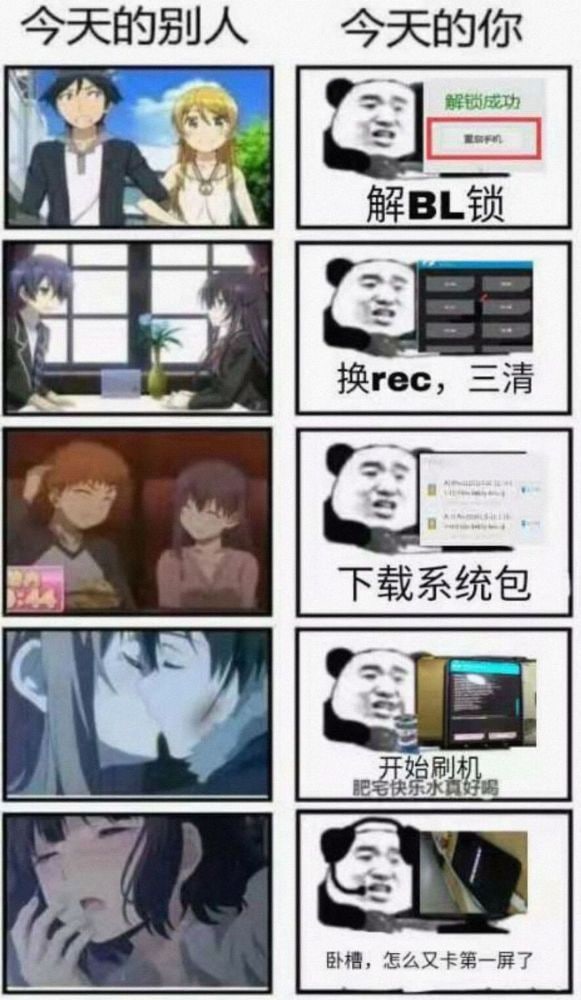 今天的别人
今天的你
解锁成功
重启手机
解BL锁
换rec，三清
下载系统包
开始刷机
肥宅快乐水真好喝
卧槽，怎么又卡第一屏了